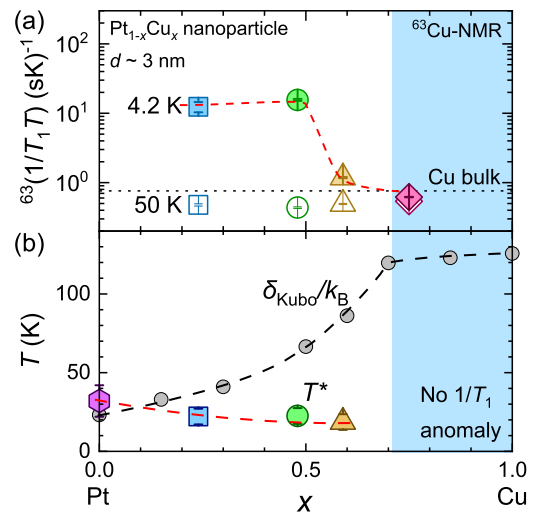 (a)
Pt₁₋ₓCuₓ nanoparticle
⁶³Cu-NMR
d ~ 3 nm
10²
10¹
10⁰
⁶³(1/T₁T) (sK)⁻¹
4.2 K
Cu bulk
50 K
(b)
δKubo/kB
T*
No 1/T₁
anomaly
T (K)
100
50
0
0.0
0.5
1.0
Pt
x
Cu